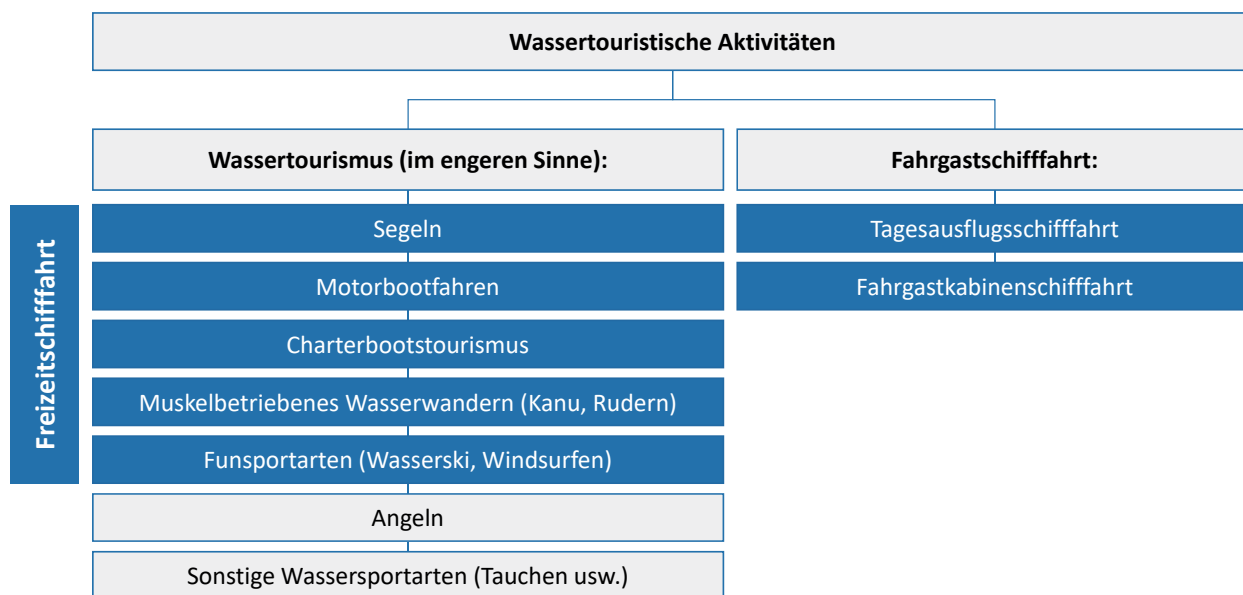 Wassertouristische Aktivitäten
Wassertourismus (im engeren Sinne):
Fahrgastschifffahrt:
Freizeitschifffahrt
Segeln
Motorbootfahren
Charterbootstourismus
Muskelbetriebenes Wasserwandern (Kanu, Rudern)
Funsportarten (Wasserski, Windsurfen)
Angeln
Sonstige Wassersportarten (Tauchen usw.)
Tagesausflugsschifffahrt
Fahrgastkabinenschifffahrt